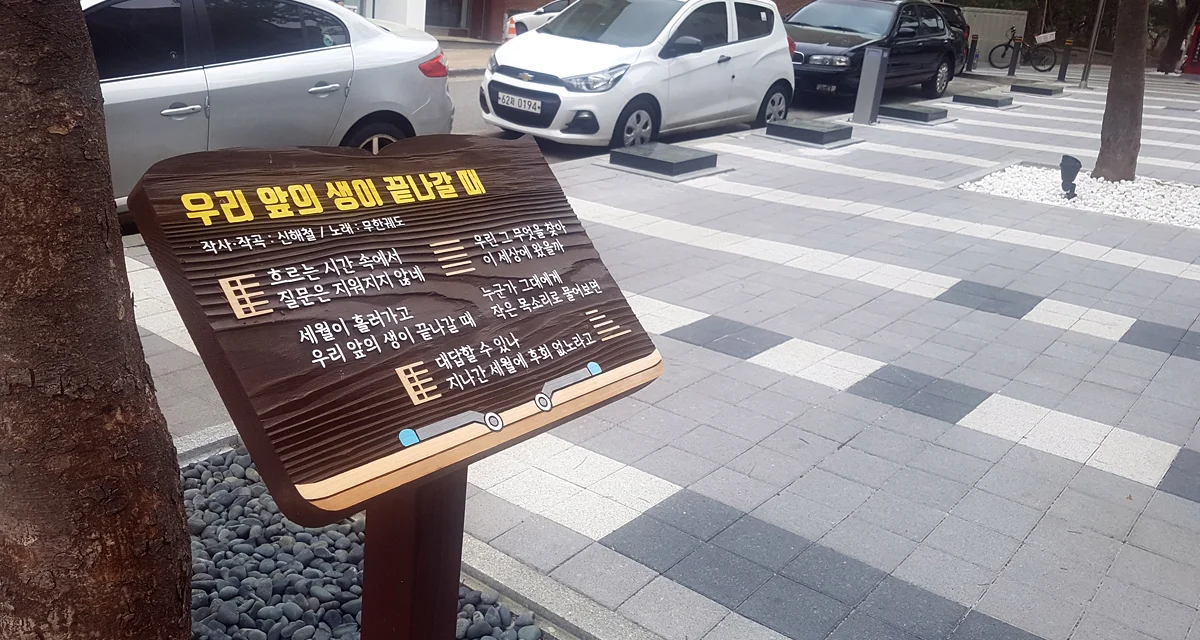 우리 앞의 생이 끝나갈 때
작사·작곡 : 신해철 / 노래 : 무한궤도
흐르는 시간 속에서
질문은 지워지지 않네
우린 그 무엇을 찾아
이 세상에 왔을까
세월이 흘러가고
우리 앞의 생이 끝나갈 때
누군가 그대에게
작은 목소리로 물어보면
대답할 수 있나
지나간 세월에 후회 없노라고
62저 0194